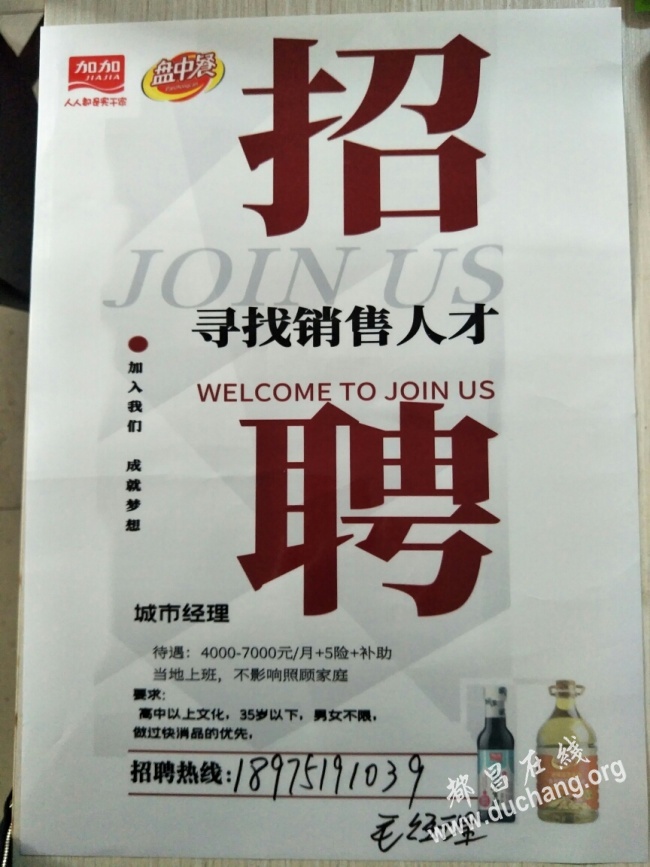 加加
JIAJIA
人人都是实干家
盘中餐
招
JOIN US
寻找销售人才
WELCOME TO JOIN US
聘
加入我们 成就梦想
城市经理
待遇：4000-7000元/月+5险+补助
当地上班，不影响照顾家庭
要求：
高中以上文化，35岁以下，男女不限，
做过快消品的优先，
招聘热线：18975191039
毛经理
都昌在线
www.duchang.org